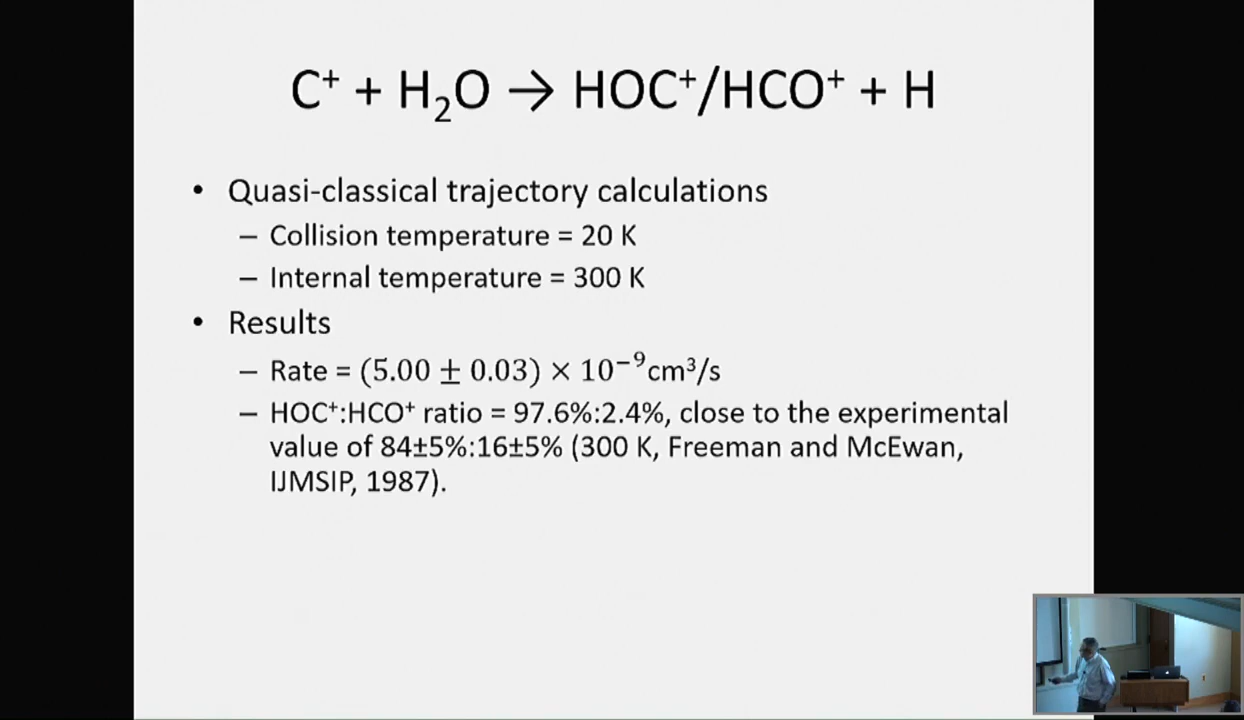 C⁺ + H₂O → HOC⁺/HCO⁺ + H
• Quasi-classical trajectory calculations
– Collision temperature = 20 K
– Internal temperature = 300 K
• Results
– Rate = (5.00 ± 0.03) × 10⁻⁹cm³/s
– HOC⁺:HCO⁺ ratio = 97.6%:2.4%, close to the experimental
value of 84±5%:16±5% (300 K, Freeman and McEwan,
IJMSIP, 1987).